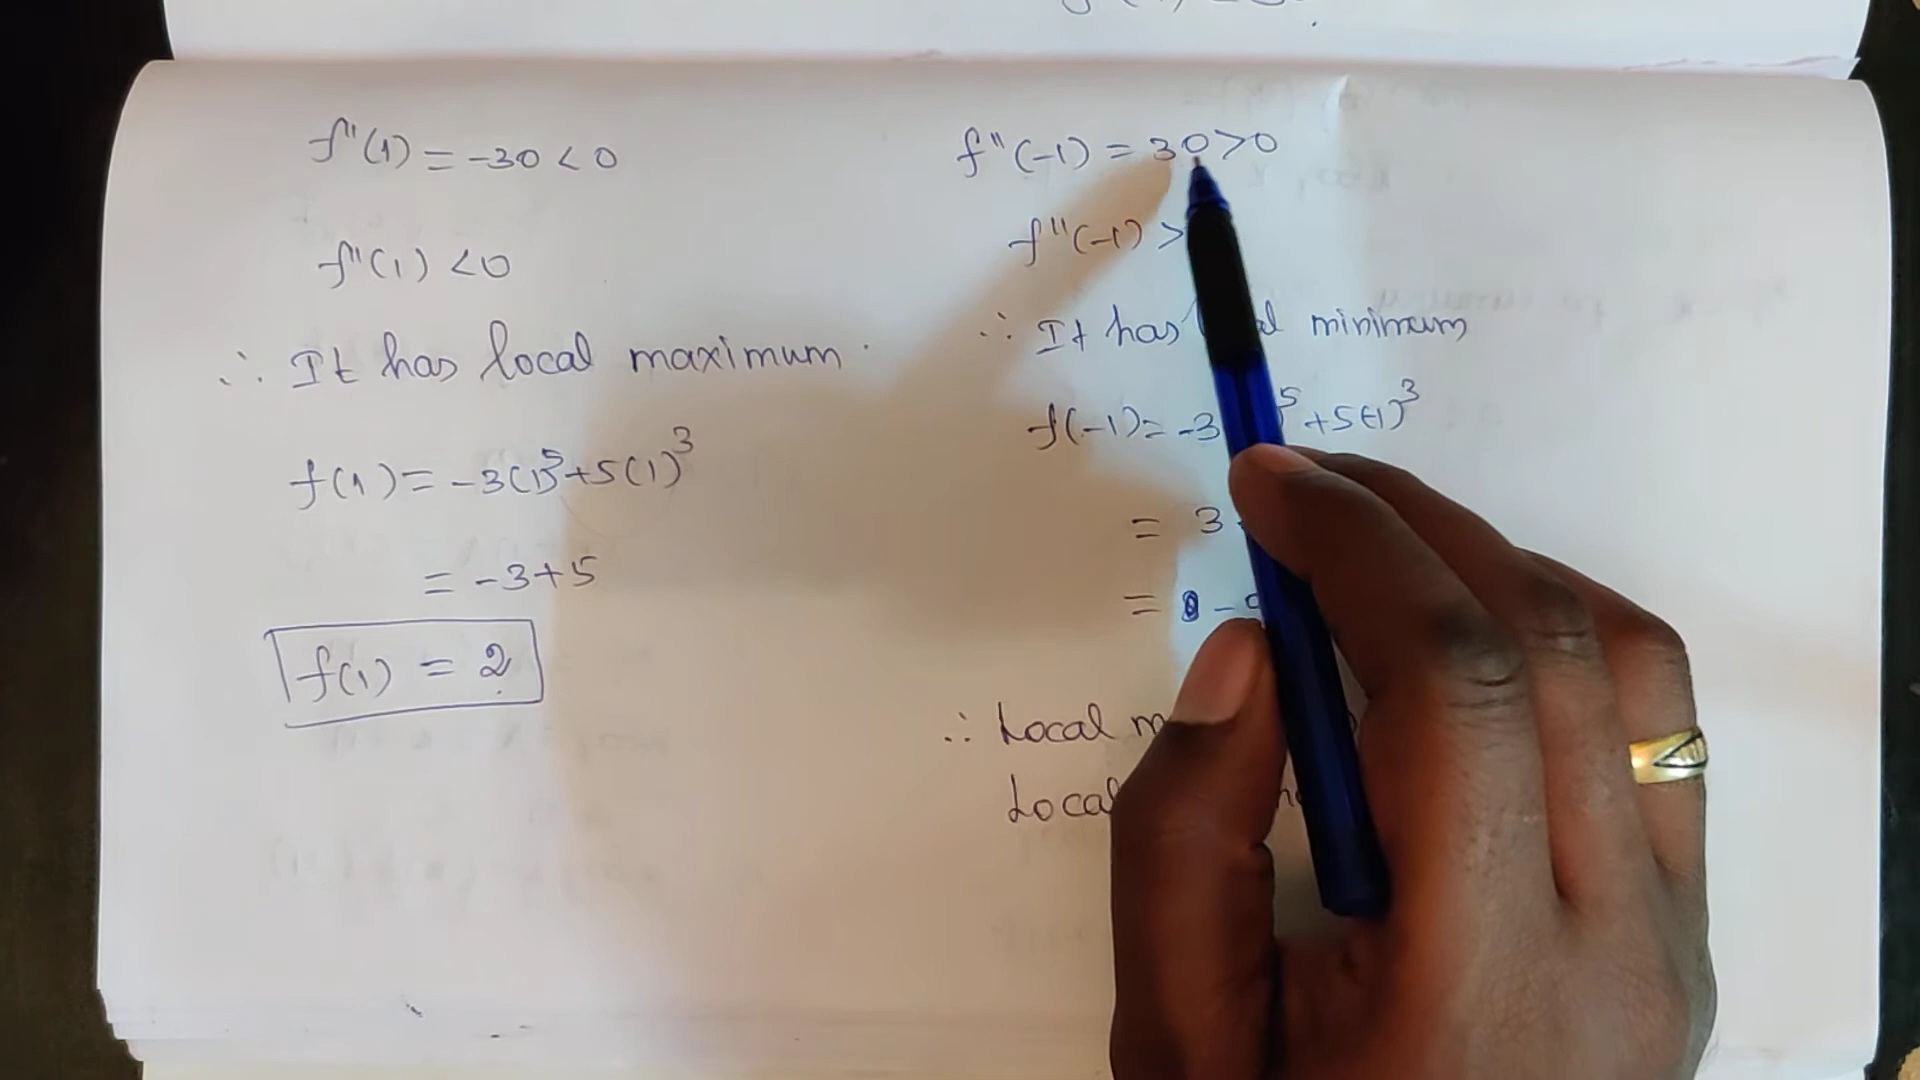 f''(1) = -30 < 0
f''(1) < 0
∴ It has local maximum.
f(1) = -3(1)^5 + 5(1)^3
= -3+5
f(1) = 2
f''(-1) = 30 > 0
f''(-1) >
∴ It has minimum
f(-1) = -3 ^5 + 5(-1)^3
= 3
= -
∴ Local
Local